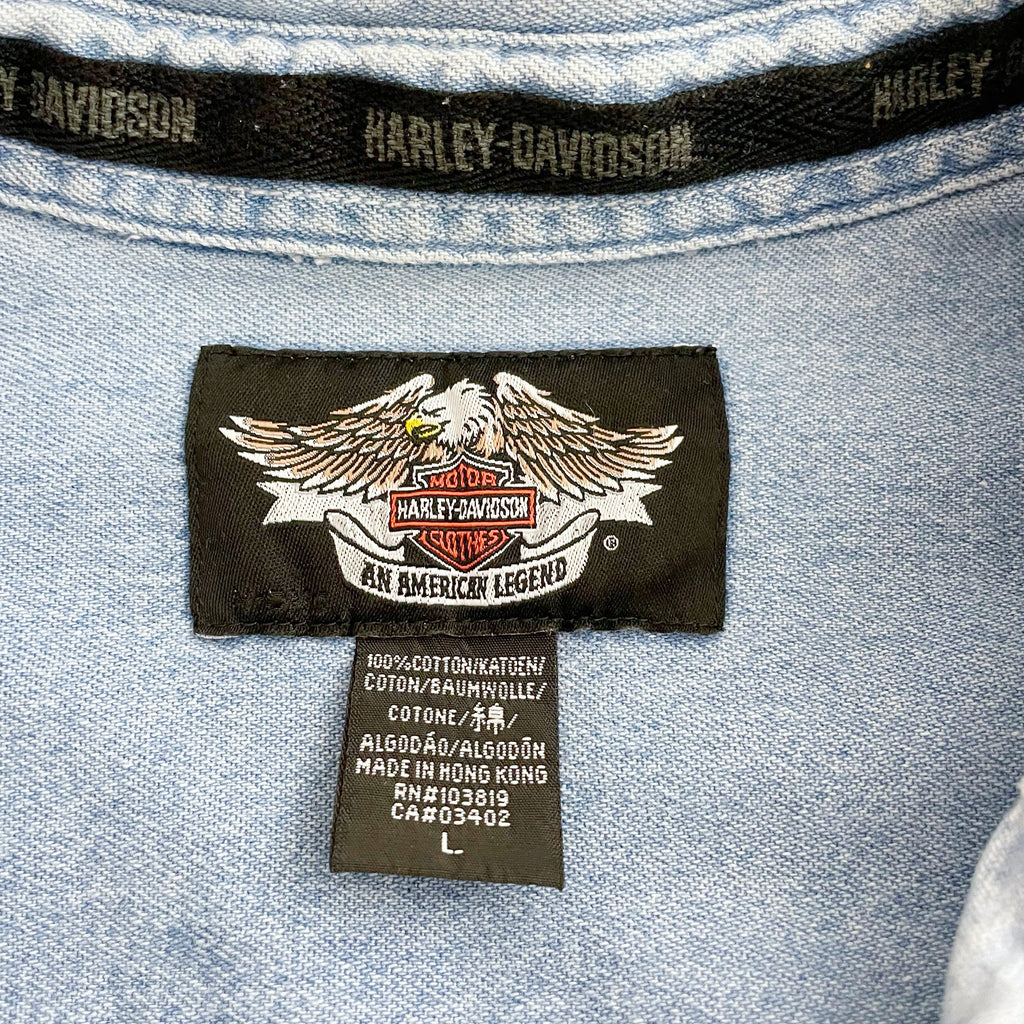 Y DAVIDSON HARLEY-DAVIDSON HARLEY-
MOTOR
HARLEY-DAVIDSON
CLOTHES
®
AN AMERICAN LEGEND
100%COTTON/KATOEN/
COTON/BAUMWOLLE/
COTONE/綿/
ALGODÃO/ALGODÓN
MADE IN HONG KONG
RN#103819
CA#03402
L